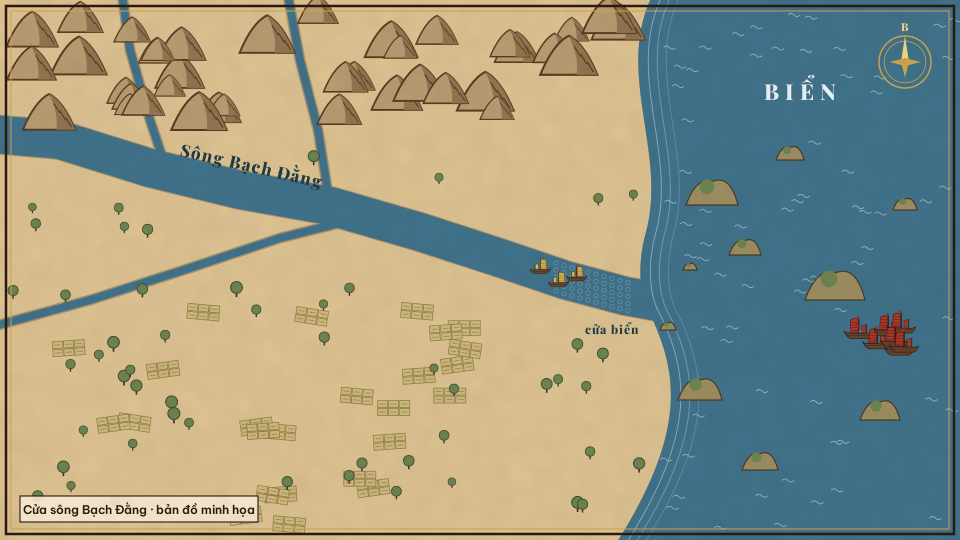 B
BIỂN
Sông Bạch Đằng
cửa biển
Cửa sông Bạch Đằng · bản đồ minh họa